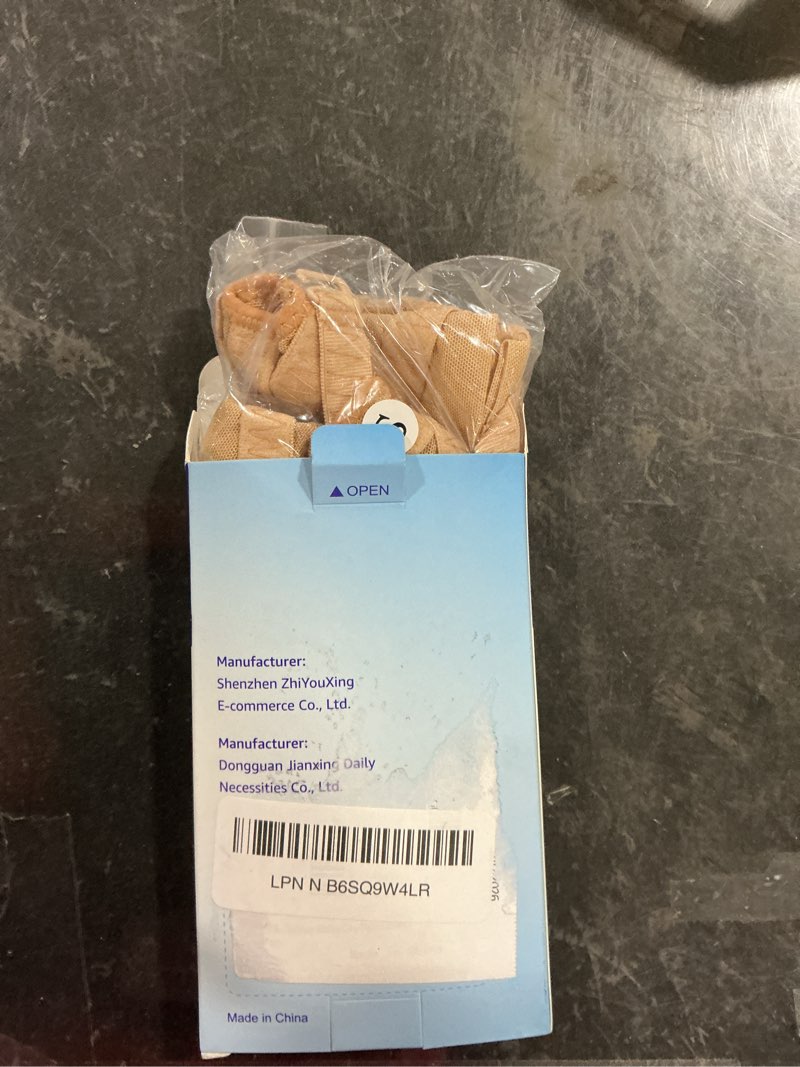 ▲ OPEN
Manufacturer:
Shenzhen ZhiYouXing
E-commerce Co., Ltd.
Manufacturer:
Dongguan Jianxing Daily
Necessities Co., Ltd.
LPN N B6SQ9W4LR
Made in China